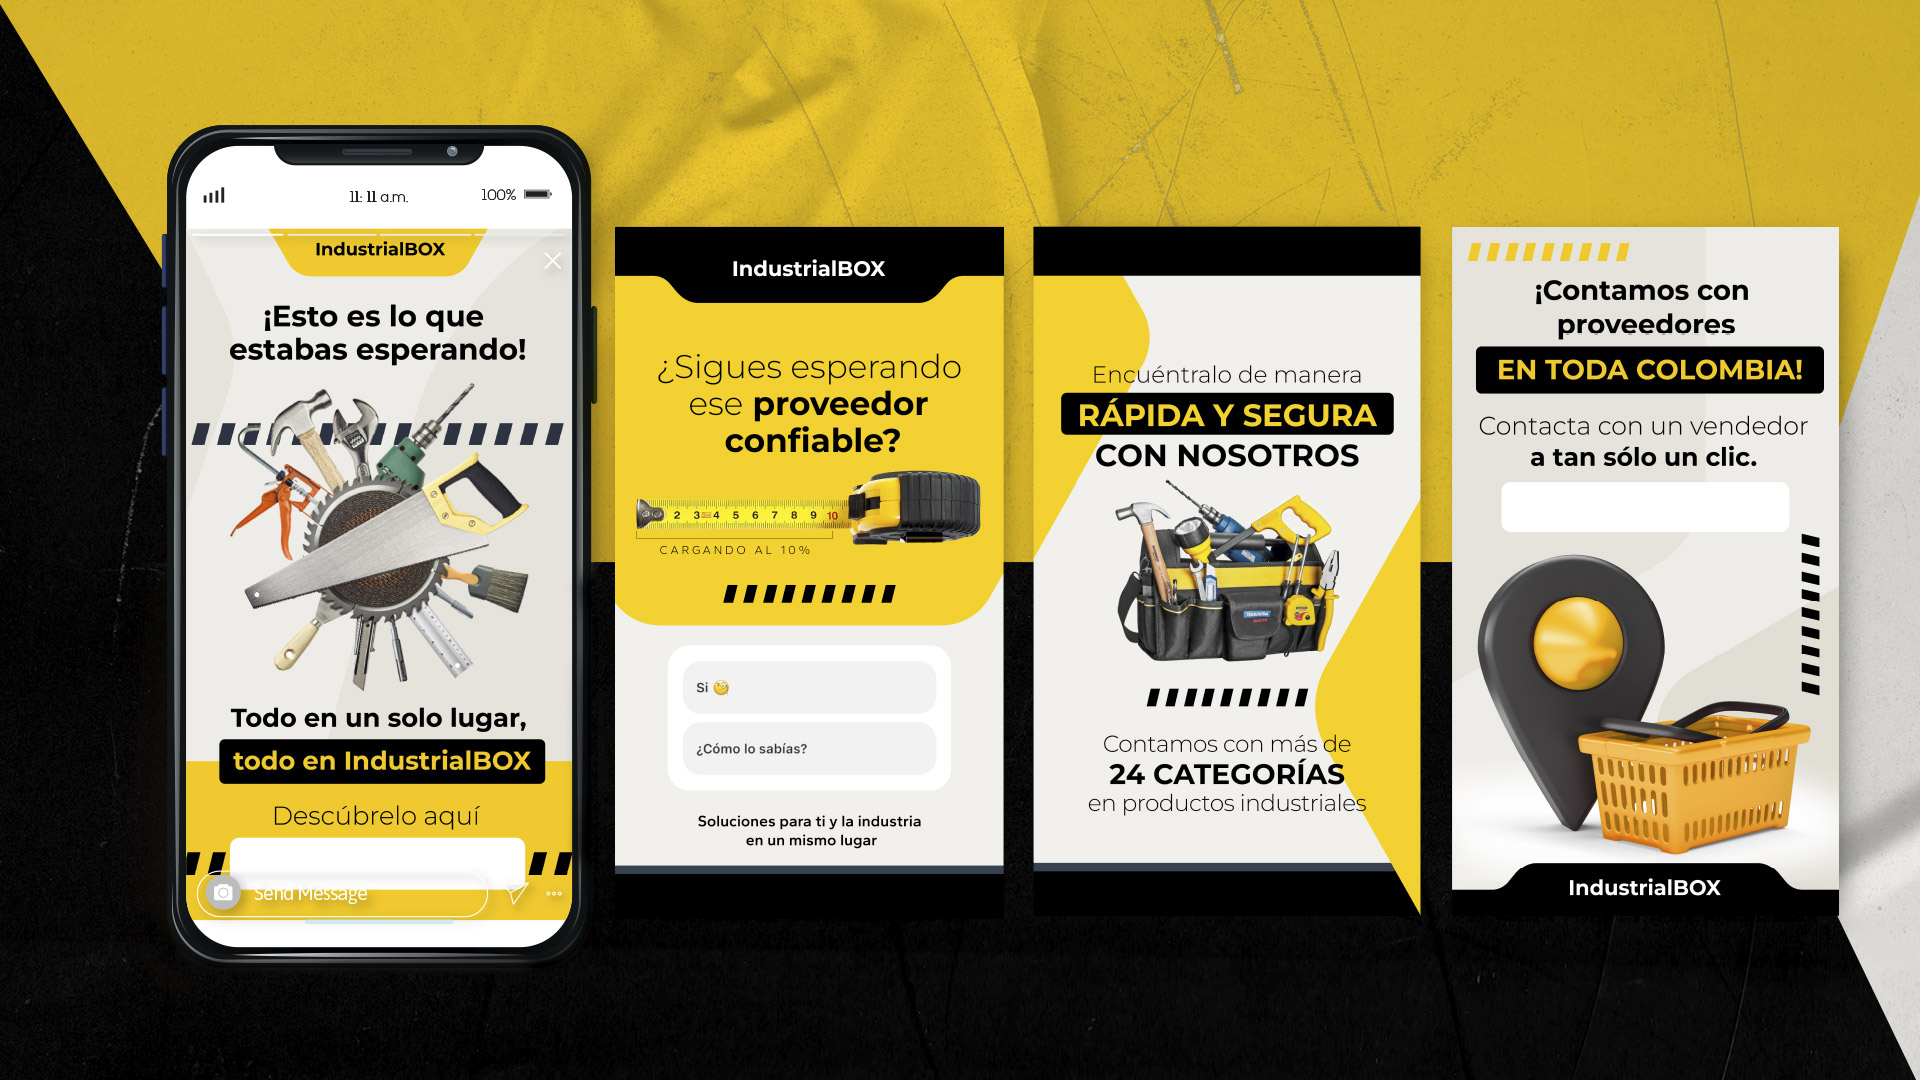 11:11 a.m.
100%
IndustrialBOX
¡Esto es lo que
estabas esperando!
Todo en un solo lugar,
todo en IndustrialBOX
Descúbrelo aquí
Send Message
IndustrialBOX
¿Sigues esperando
ese proveedor
confiable?
2 3 4 5 6 7 8 9 10
CARGANDO AL 10%
Si 🧐
¿Cómo lo sabías?
Soluciones para ti y la industria
en un mismo lugar
Encuéntralo de manera
RÁPIDA Y SEGURA
CON NOSOTROS
Contamos con más de
24 CATEGORÍAS
en productos industriales
¡Contamos con
proveedores
EN TODA COLOMBIA!
Contacta con un vendedor
a tan sólo un clic.
IndustrialBOX